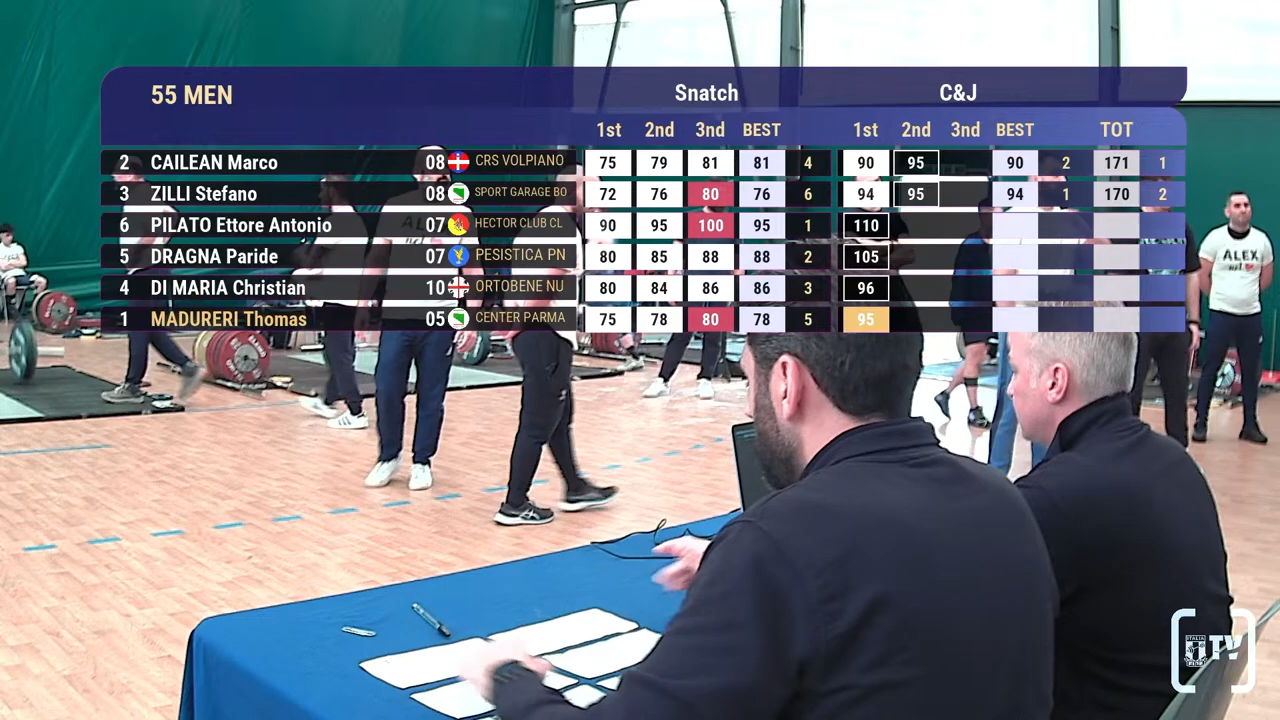 55 MEN Snatch C&J
1st 2nd 3nd BEST 1st 2nd 3nd BEST TOT
2 CAILEAN Marco 08 CRS VOLPIANO 75 79 81 81 4 90 95 90 2 171 1
3 ZILLI Stefano 08 SPORT GARAGE BO 72 76 80 76 6 94 95 94 1 170 2
6 PILATO Ettore Antonio 07 HECTOR CLUB CL 90 95 100 95 1 110
5 DRAGNA Paride 07 PESISTICA PN 80 85 88 88 2 105
4 DI MARIA Christian 10 ORTOBENE NU 80 84 86 86 3 96
1 MADURERI Thomas 05 CENTER PARMA 75 78 80 78 5 95
ALEX
ITALIA
TV